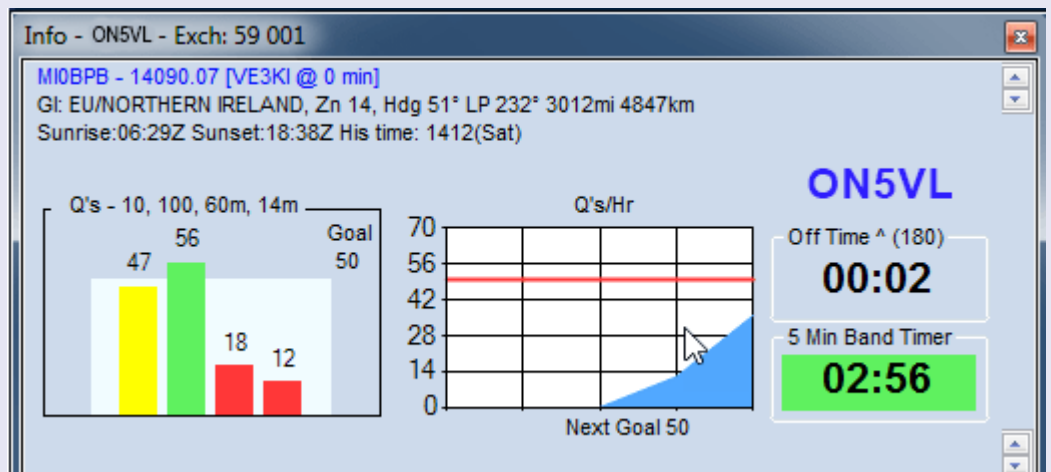 Info - ON5VL - Exch: 59 001
MI0BPB - 14090.07 [VE3KI @ 0 min]
GI: EU/NORTHERN IRELAND, Zn 14, Hdg 51° LP 232° 3012mi 4847km
Sunrise:06:29Z Sunset:18:38Z His time: 1412(Sat)
Q's - 10, 100, 60m, 14m
Goal
50
47
56
18
12
Q's/Hr
70
56
42
28
14
0
Next Goal 50
ON5VL
Off Time ^ (180)
00:02
5 Min Band Timer
02:56